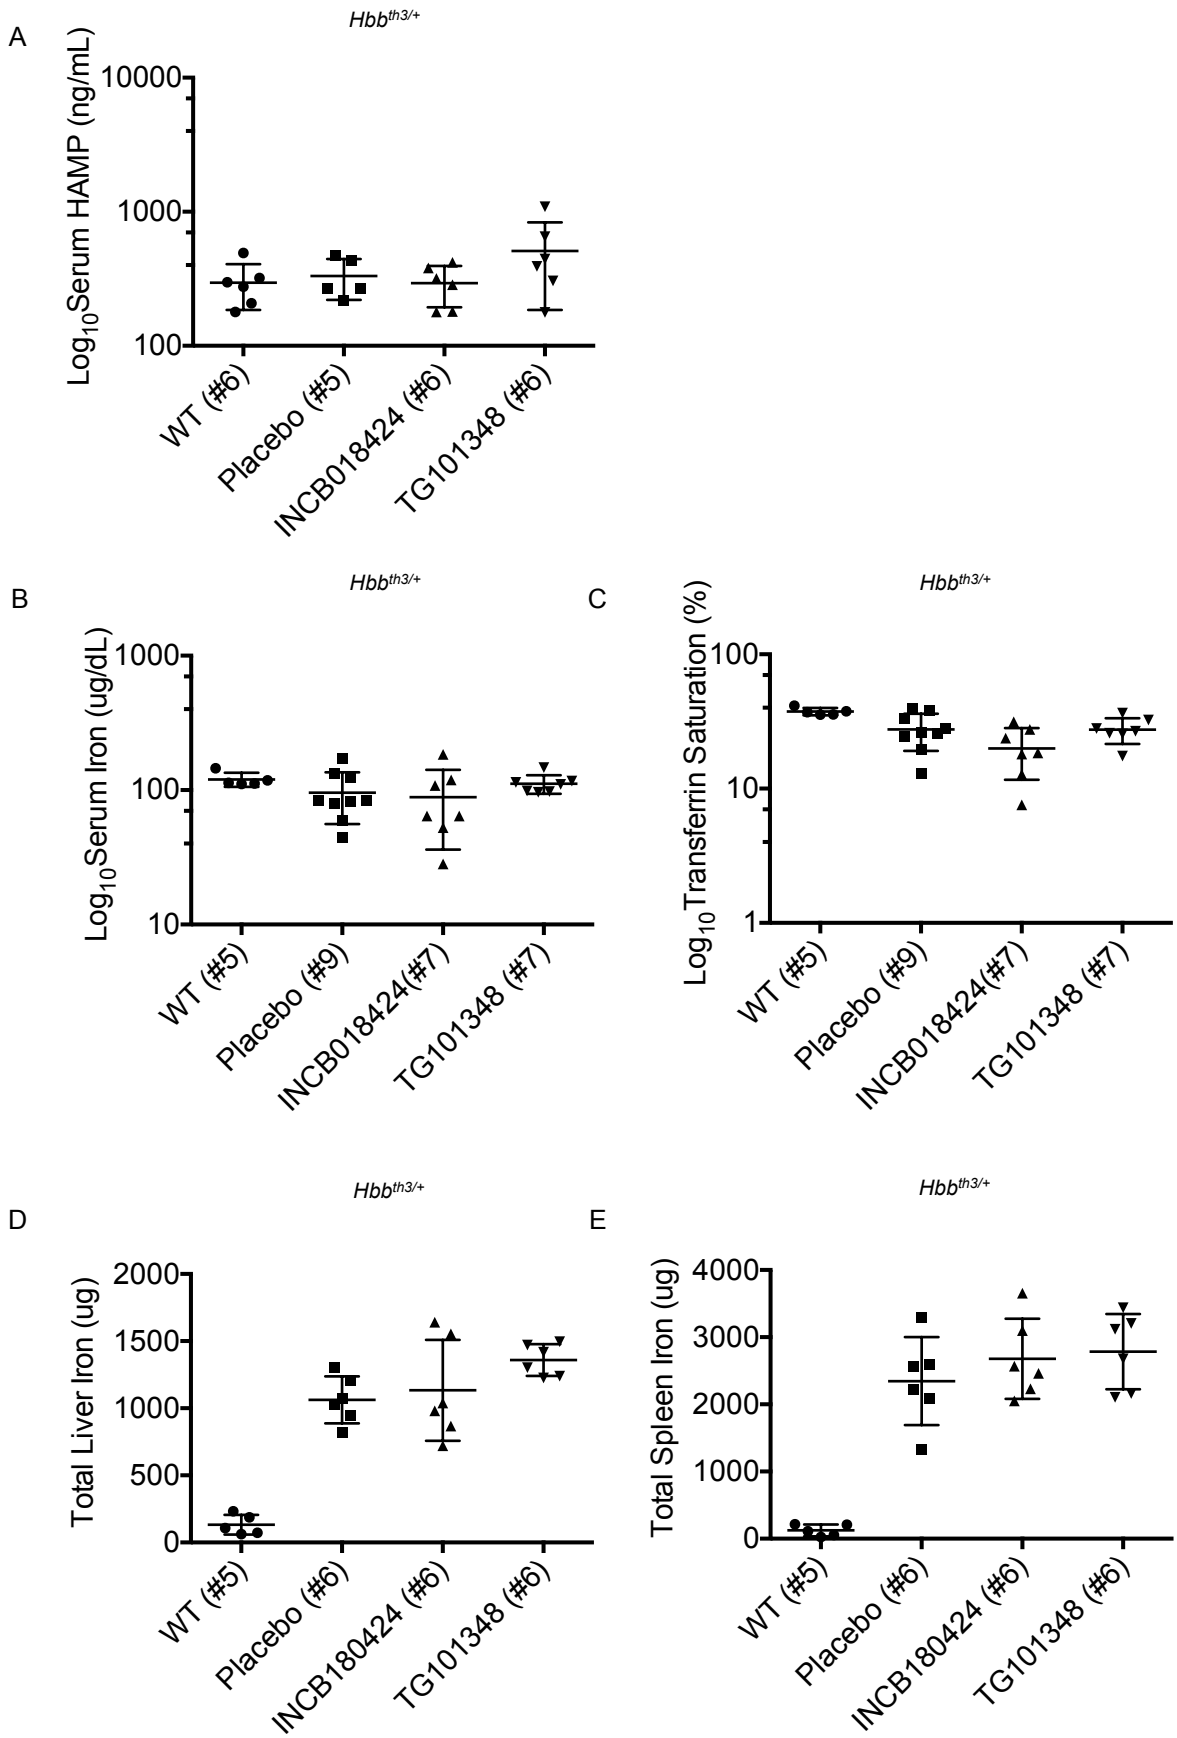 A
Hbbth3/+
Log10Serum HAMP (ng/mL)
10000
1000
100
WT (#6)
Placebo (#5)
INCB018424 (#6)
TG101348 (#6)
B
Hbbth3/+
Log10Serum Iron (ug/dL)
1000
100
10
WT (#5)
Placebo (#9)
INCB018424(#7)
TG101348 (#7)
C
Hbbth3/+
Log10Transferrin Saturation (%)
100
10
1
WT (#5)
Placebo (#9)
INCB018424(#7)
TG101348 (#7)
D
Hbbth3/+
Total Liver Iron (ug)
2000
1500
1000
500
0
WT (#5)
Placebo (#6)
INCB180424 (#6)
TG101348 (#6)
E
Hbbth3/+
Total Spleen Iron (ug)
4000
3000
2000
1000
0
WT (#5)
Placebo (#6)
INCB180424 (#6)
TG101348 (#6)